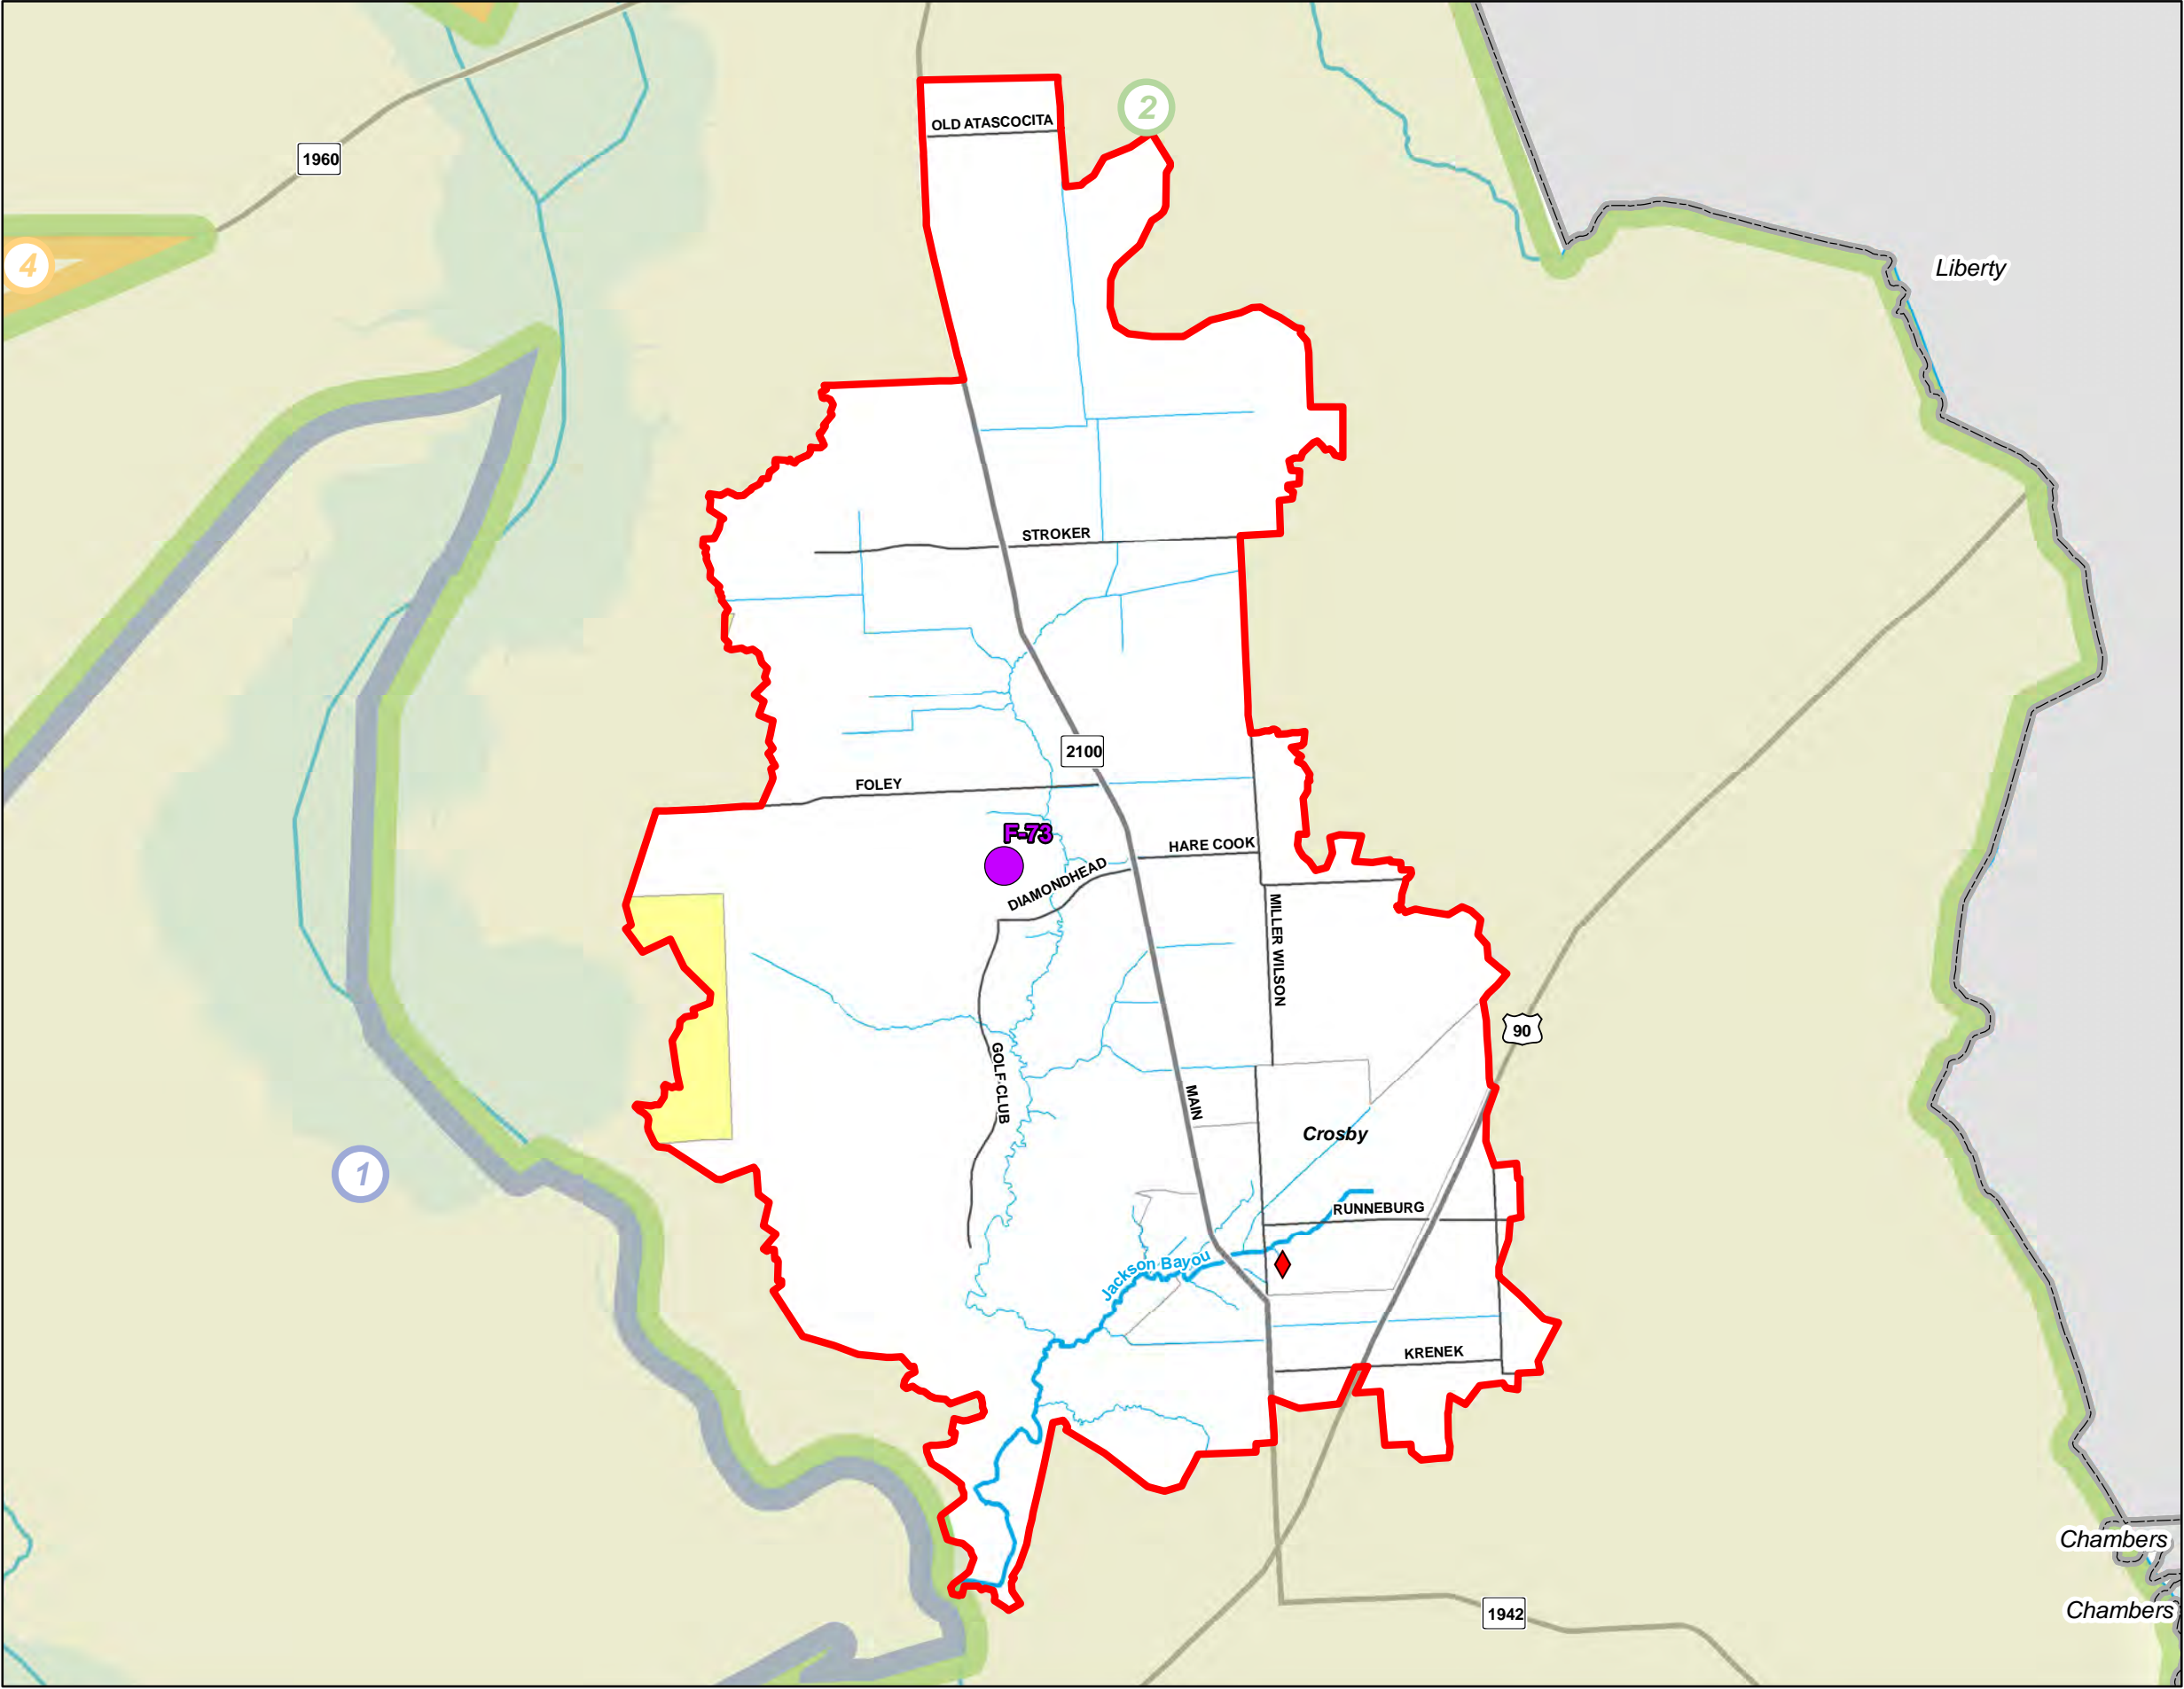 2
OLD ATASCOCITA
1960
4
Liberty
STROKER
2100
FOLEY
F-73
HARE COOK
DIAMONDHEAD
MILLER WILSON
90
GOLF CLUB
MAIN
Crosby
1
RUNNEBURG
Jackson Bayou
KRENEK
Chambers
Chambers
1942